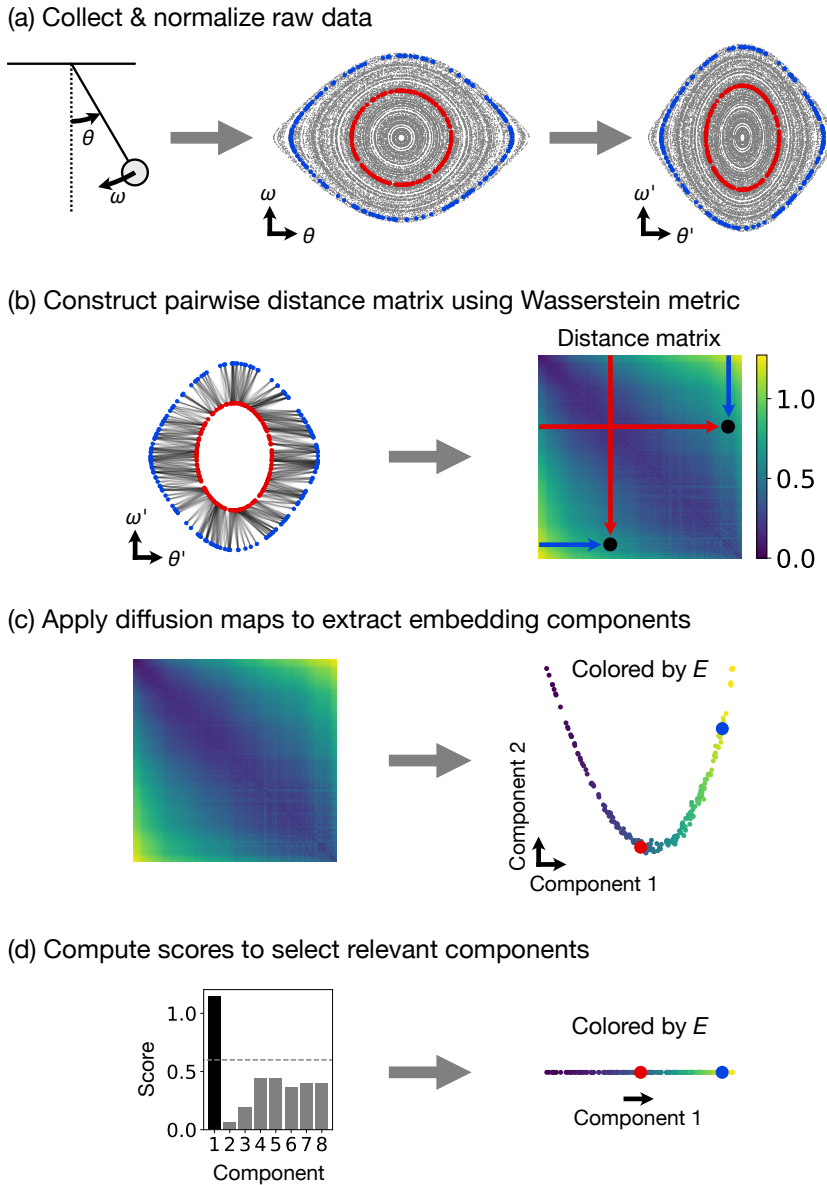 (a) Collect & normalize raw data
θ
ω
ω
θ
ω'
θ'
(b) Construct pairwise distance matrix using Wasserstein metric
Distance matrix
1.0
0.5
0.0
ω'
θ'
(c) Apply diffusion maps to extract embedding components
Colored by E
Component 2
Component 1
(d) Compute scores to select relevant components
1.0
0.5
0.0
Score
1 2 3 4 5 6 7 8
Component
Colored by E
Component 1